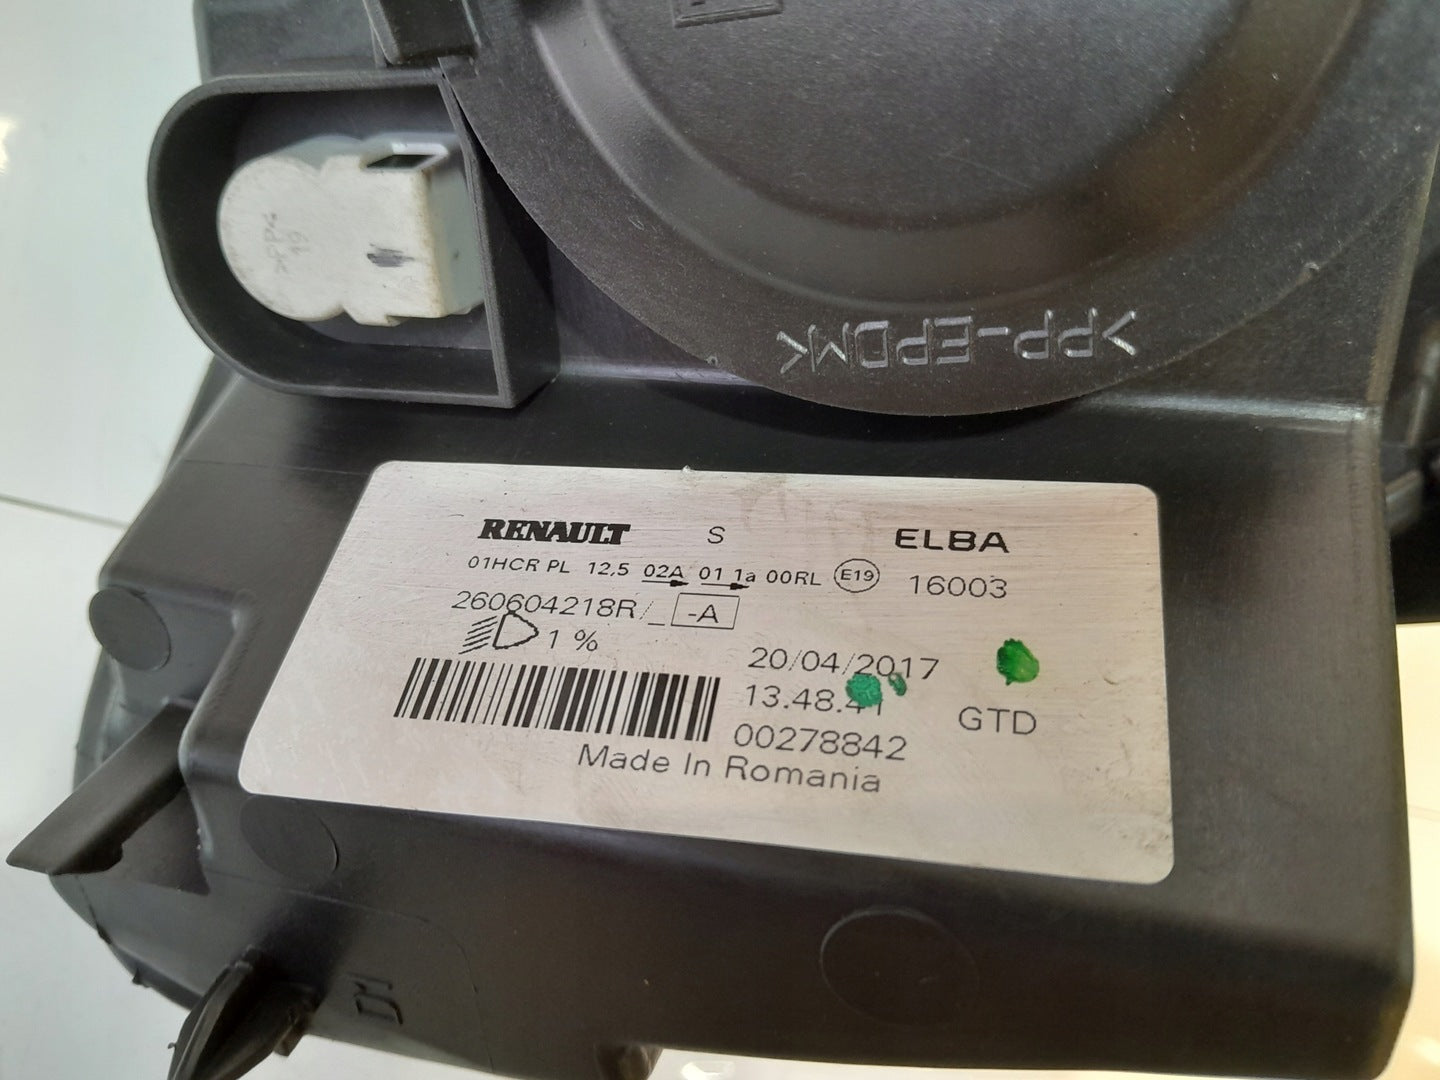 >PP-EPDM<
RENAULT S ELBA
01HCR PL 12,5 02A 01 1a 00RL E19 16003
260604218R/_ -A
1 %
20/04/2017
13.48.41
GTD
00278842
Made In Romania